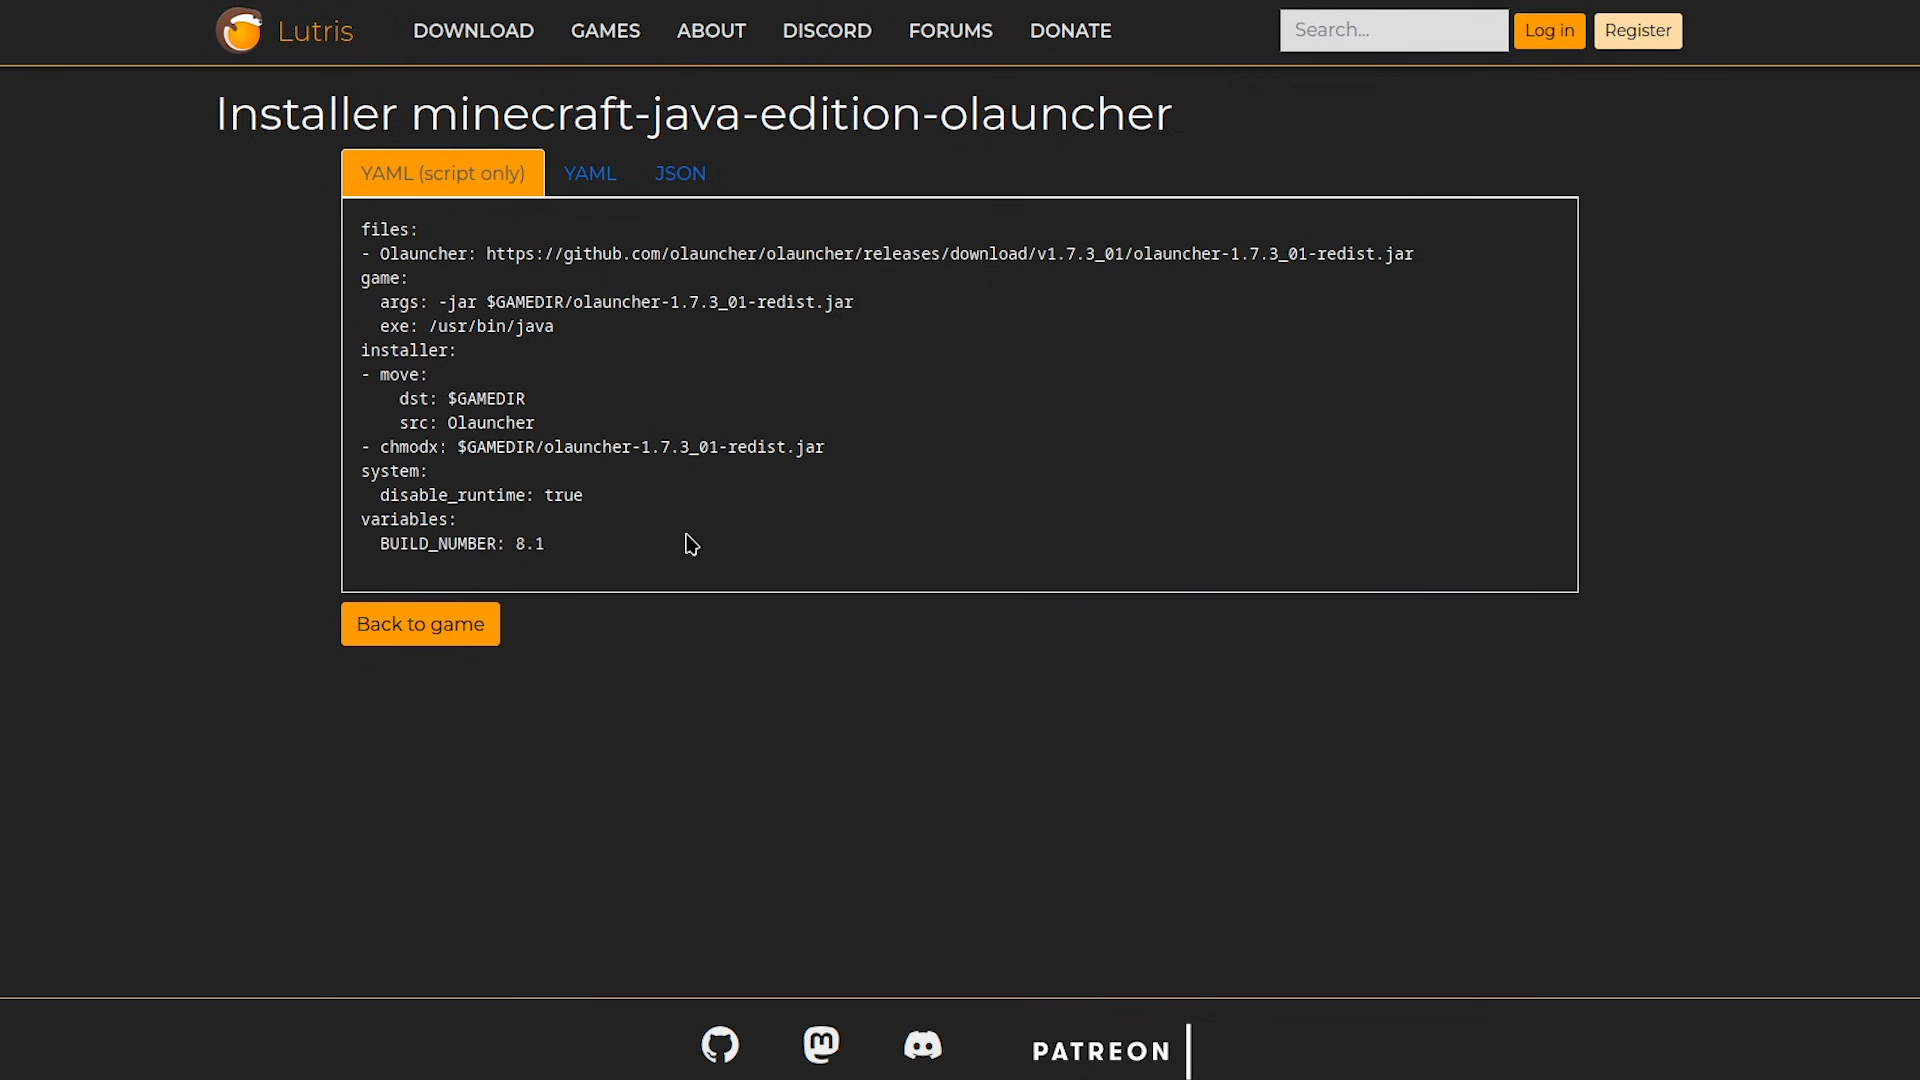 Lutris DOWNLOAD GAMES ABOUT DISCORD FORUMS DONATE Search... Log in Register
Installer minecraft-java-edition-olauncher
YAML (script only) YAML JSON
files:
- Olauncher: https://github.com/olauncher/olauncher/releases/download/v1.7.3_01/olauncher-1.7.3_01-redist.jar
game:
  args: -jar $GAMEDIR/olauncher-1.7.3_01-redist.jar
  exe: /usr/bin/java
installer:
- move:
    dst: $GAMEDIR
    src: Olauncher
- chmodx: $GAMEDIR/olauncher-1.7.3_01-redist.jar
system:
  disable_runtime: true
variables:
  BUILD_NUMBER: 8.1
Back to game
PATREON